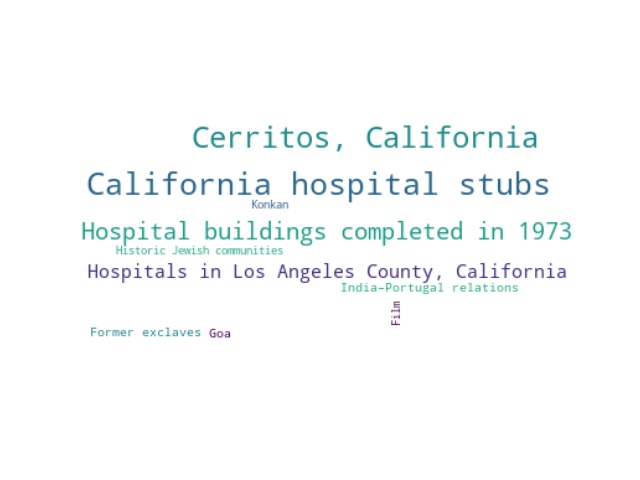 Cerritos, California
California hospital stubs
Konkan
Hospital buildings completed in 1973
Historic Jewish communities
Hospitals in Los Angeles County, California
India–Portugal relations
Film
Former exclaves
Goa